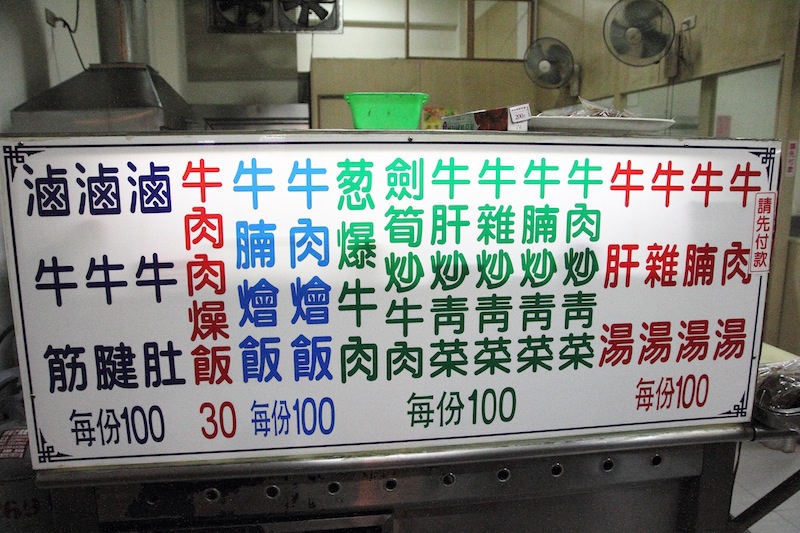 請先付款
牛肉湯
牛腩湯
牛雜湯
牛肝湯
每份100
牛肉炒青菜
牛腩炒青菜
牛雜炒青菜
牛肝炒青菜
劍筍炒牛肉
葱爆牛肉
每份100
牛肉燴飯
牛腩燴飯
每份100
牛肉肉燥飯
30
滷牛肚
滷牛腱
滷牛筋
每份100